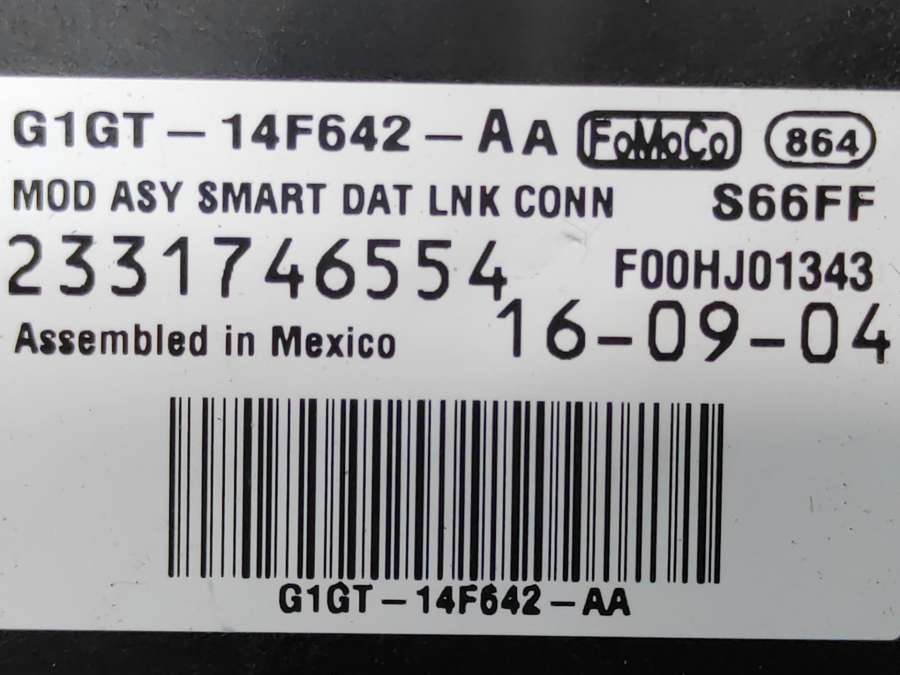 G1GT-14F642-AA FoMoCo 864
MOD ASY SMART DAT LNK CONN S66FF
2331746554 F00HJ01343
Assembled in Mexico 16-09-04
G1GT-14F642-AA